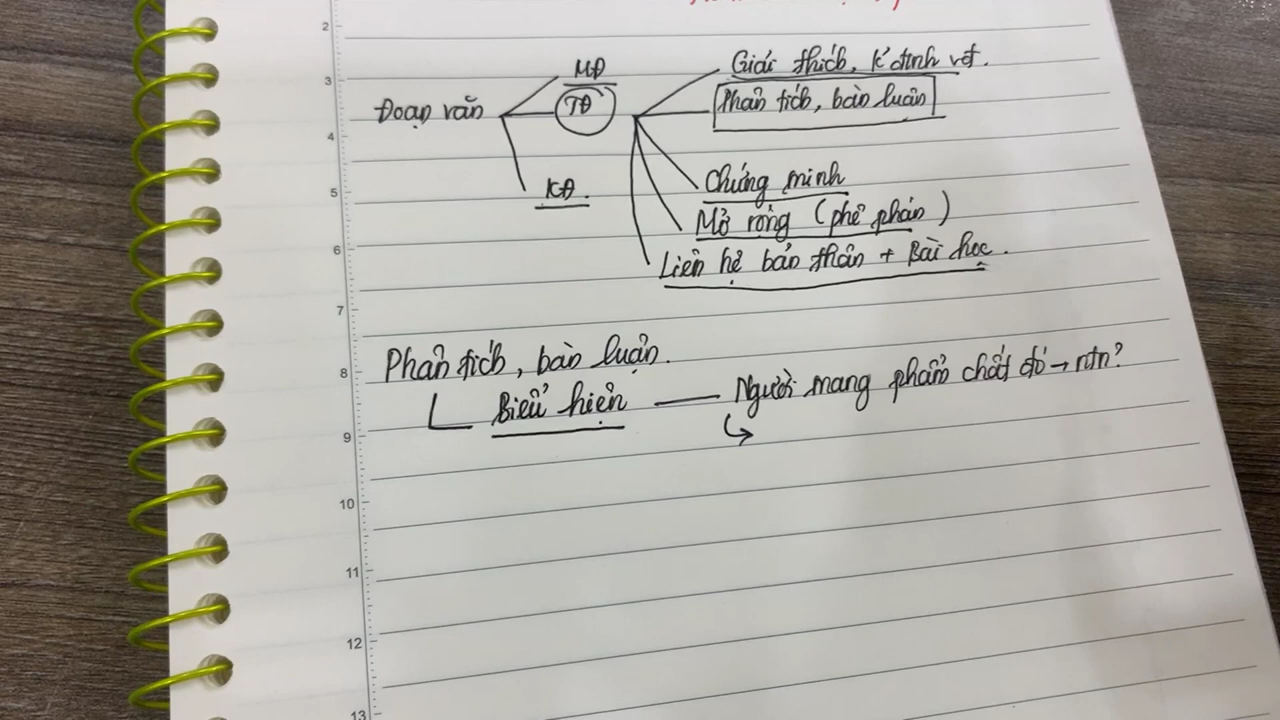 MĐ
Giải thích, k đtnh vđ.
Đoạn văn
TĐ
Phân tích, bàn luận
KĐ.
Chứng minh
Mở rộng (phê phán)
Liên hệ bản thân + Bài học.
Phân tích, bàn luận.
Biểu hiện — Người mang phẩm chất đó → ntn?
2
3
4
5
6
7
8
9
10
11
12
13